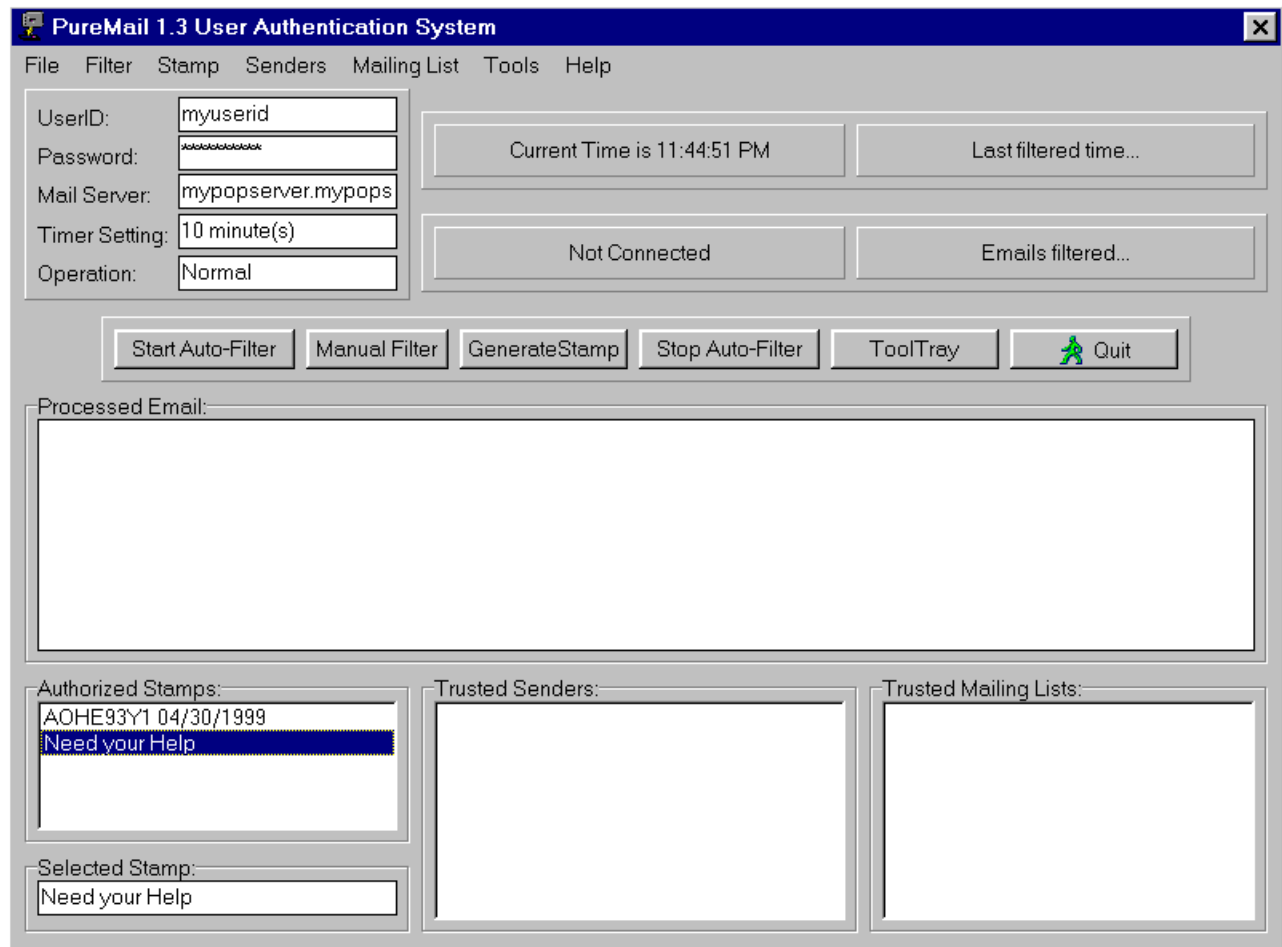 PureMail 1.3 User Authentication System
File Filter Stamp Senders Mailing List Tools Help
UserID: myuserid
Password: ***********
Mail Server: mypopserver.mypops
Timer Setting: 10 minute(s)
Operation: Normal
Current Time is 11:44:51 PM
Last filtered time...
Not Connected
Emails filtered...
Start Auto-Filter
Manual Filter
GenerateStamp
Stop Auto-Filter
ToolTray
Quit
Processed Email:
Authorized Stamps:
AOHE93Y1 04/30/1999
Need your Help
Selected Stamp:
Need your Help
Trusted Senders:
Trusted Mailing Lists: